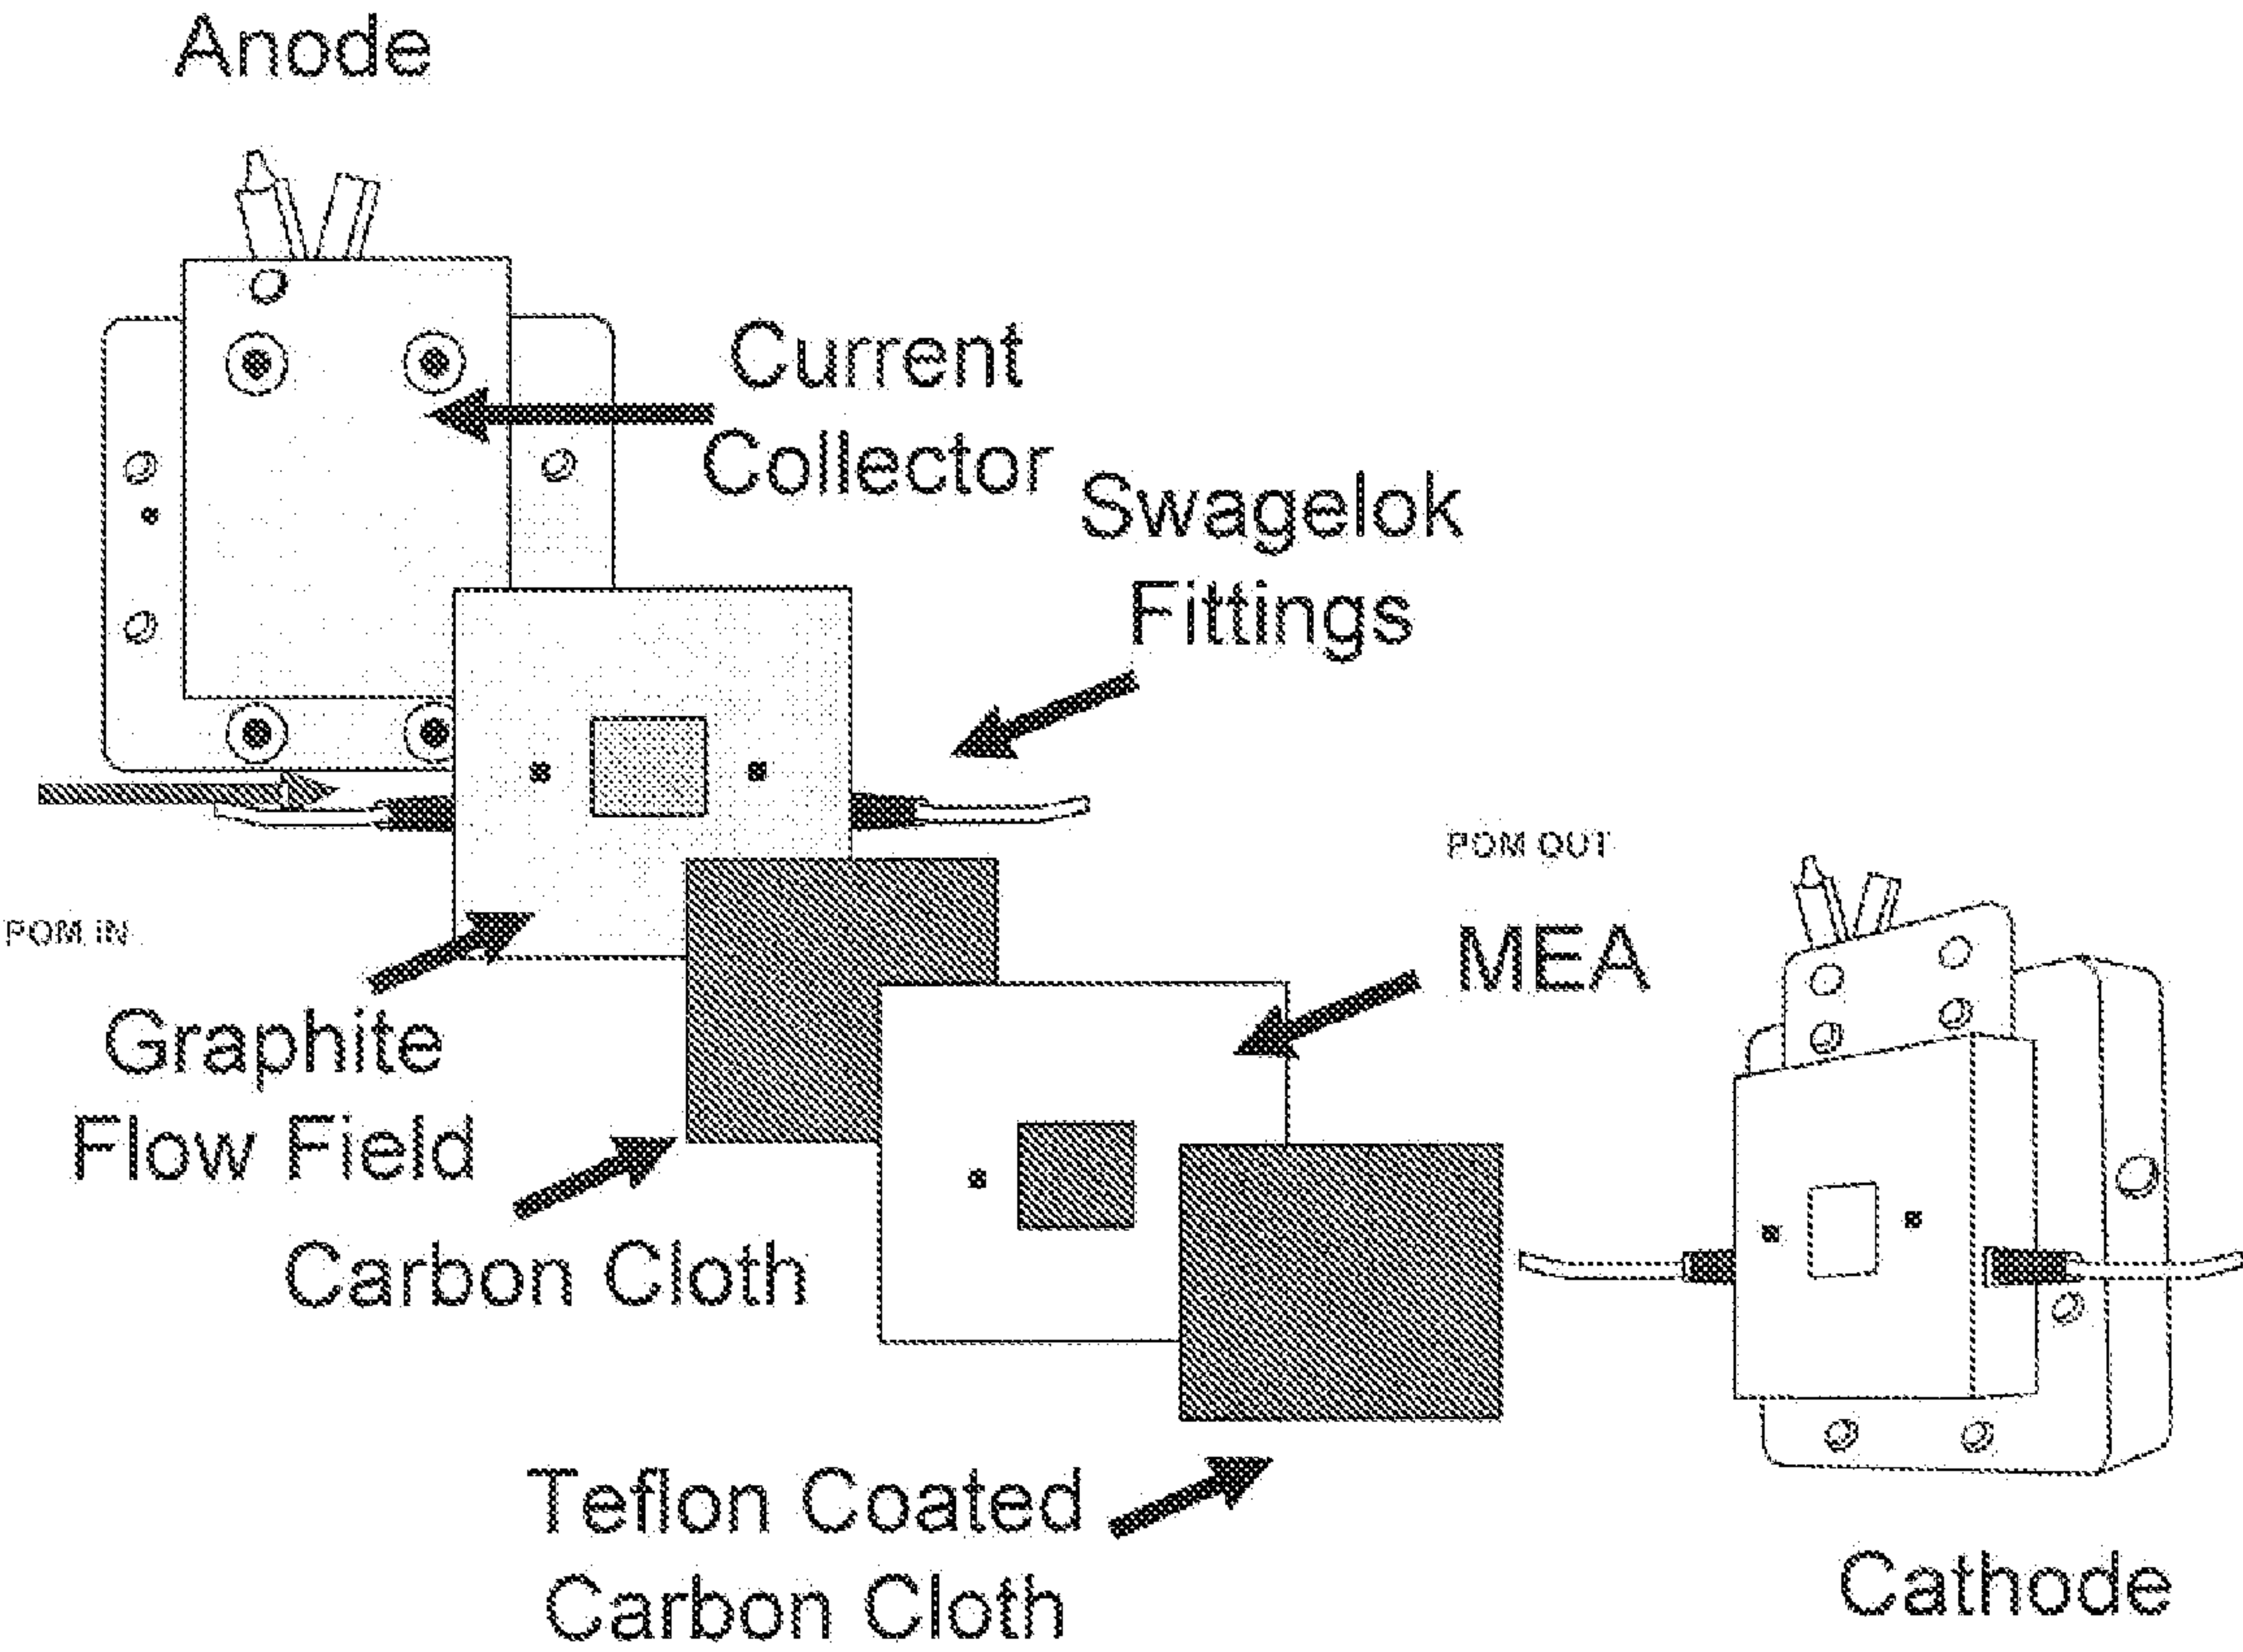 Anode
Current
Collector
Swagelok
Fittings
POM OUT
POM IN
MEA
Graphite
Flow Field
Carbon Cloth
Teflon Coated
Carbon Cloth
Cathode